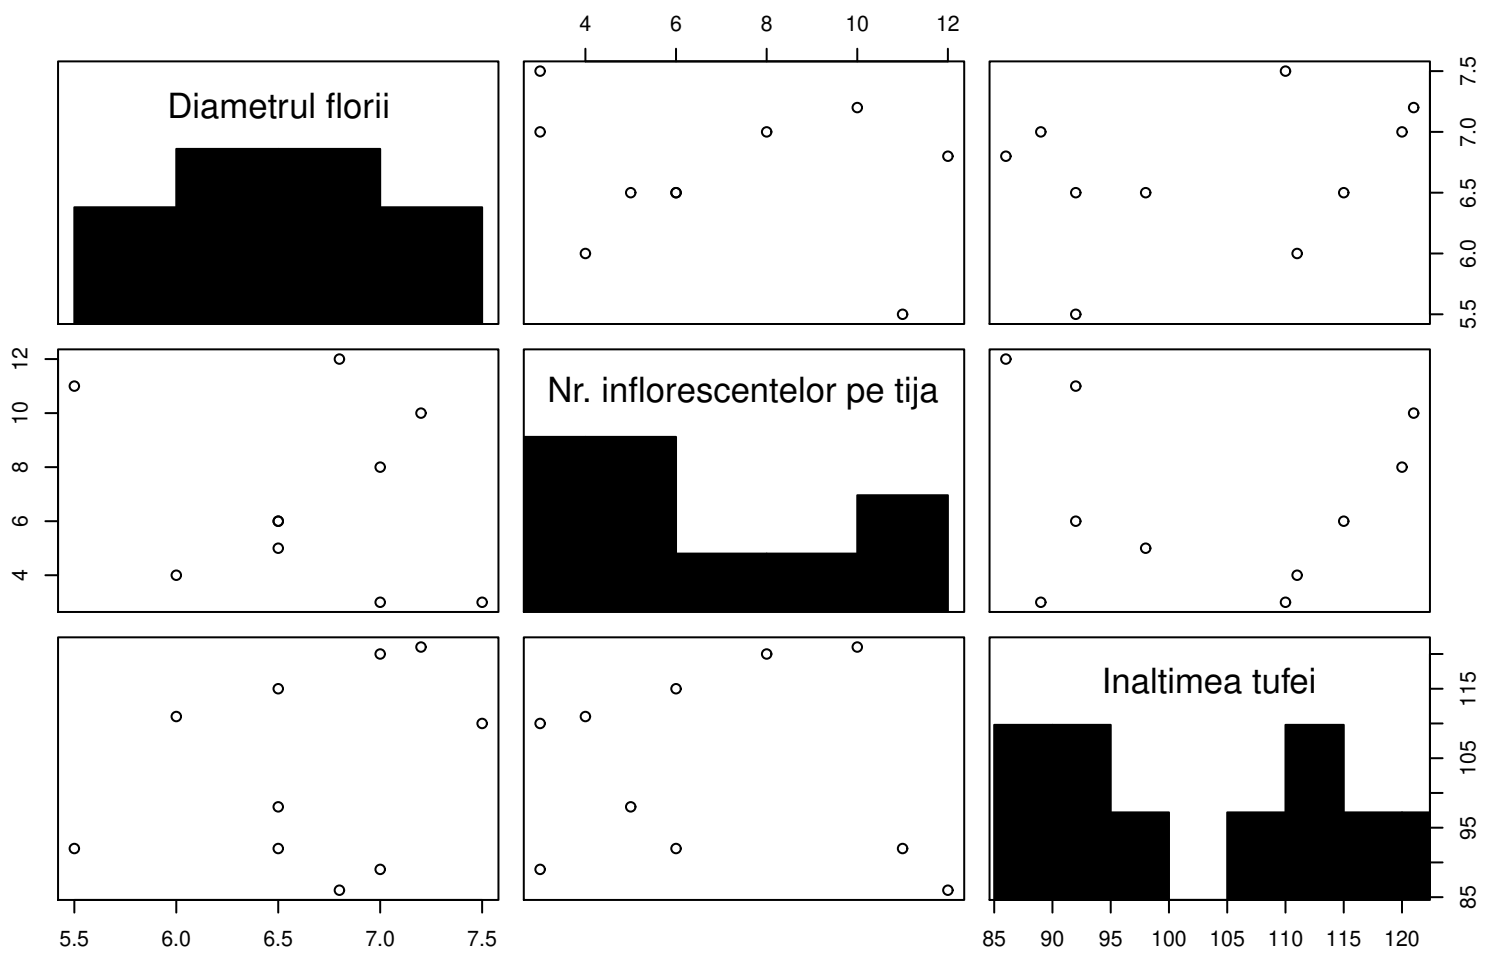 4 6 8 10 12
Diametrul florii
5.5 6.0 6.5 7.0 7.5
4 6 8 10 12
Nr. inflorescentelor pe tija
Inaltimea tufei
85 95 105 115
5.5 6.0 6.5 7.0 7.5
85 90 95 100 105 110 115 120